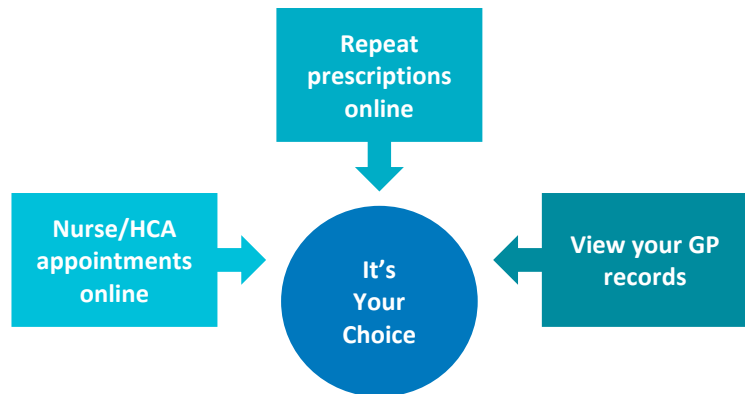 Repeat
prescriptions
online
Nurse/HCA
appointments
online
It’s
Your
Choice
View your GP
records